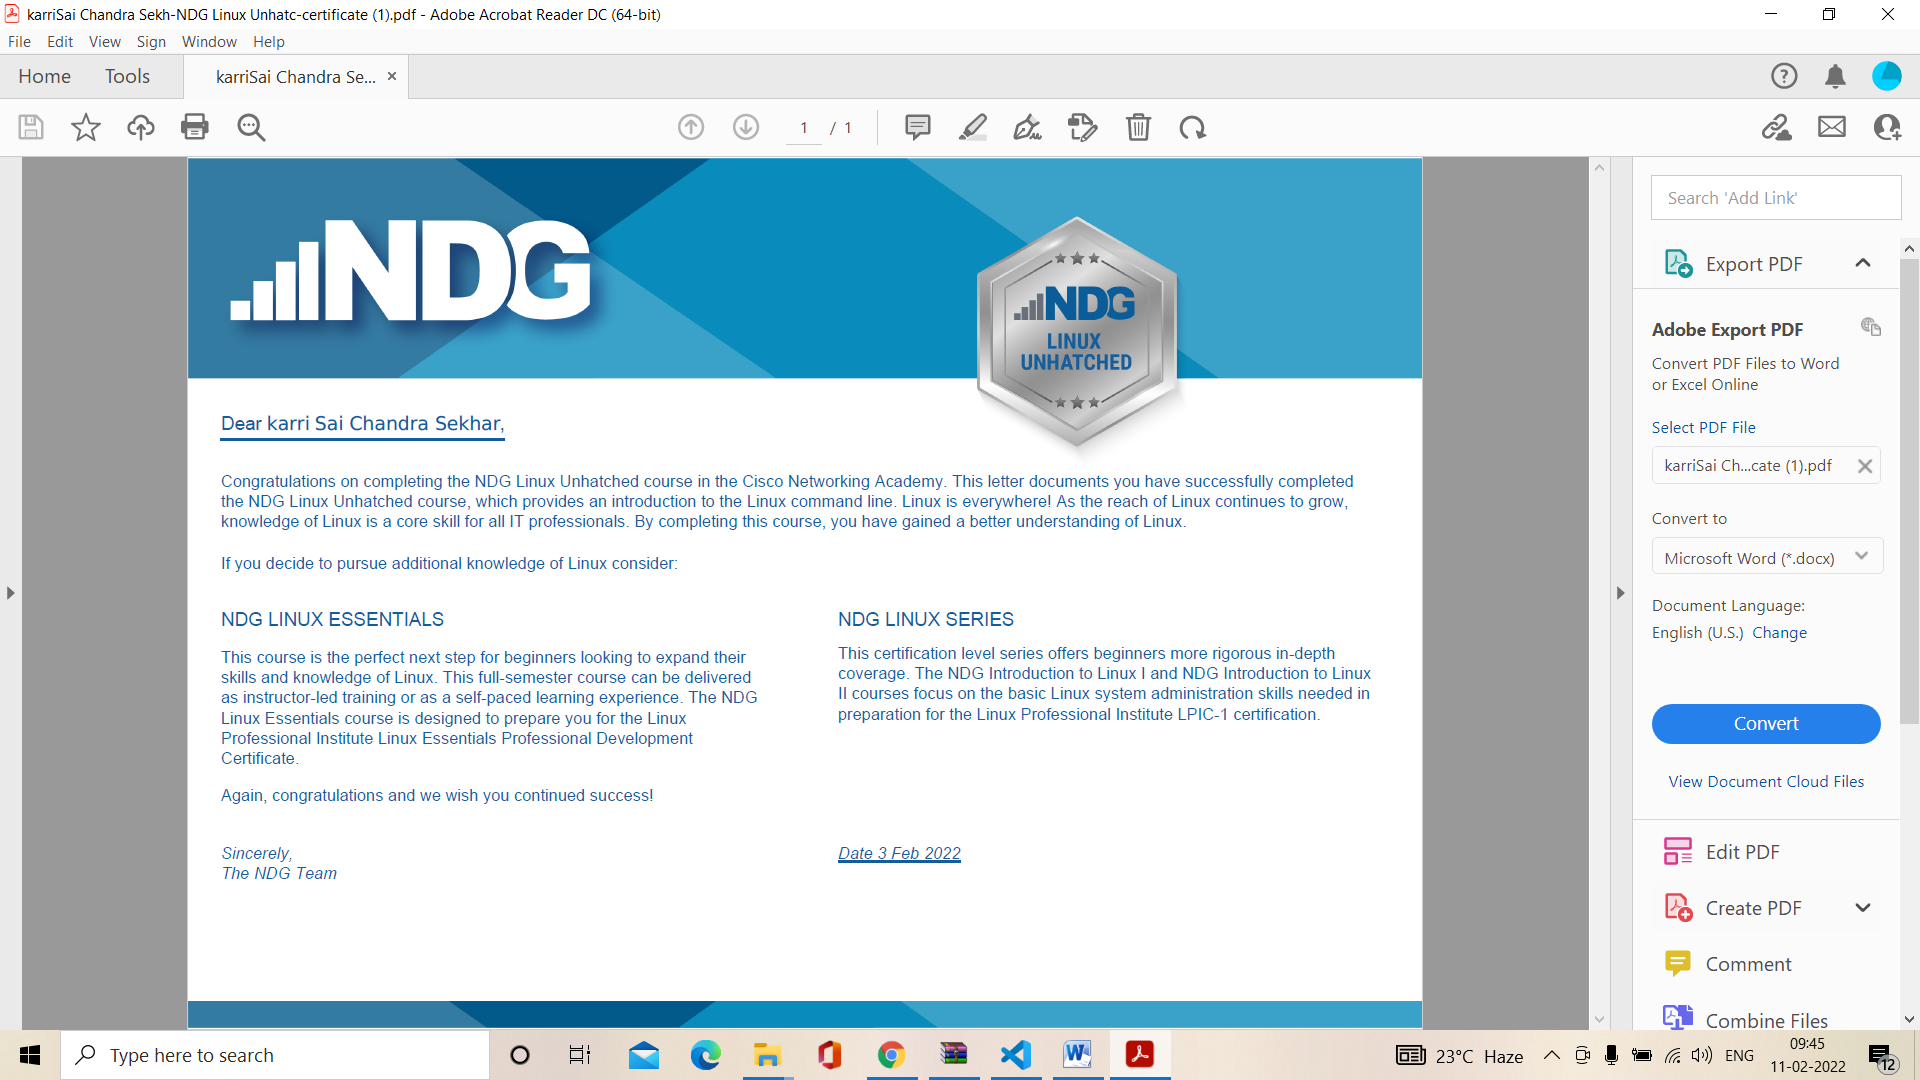 karriSai Chandra Sekh-NDG Linux Unhatc-certificate (1).pdf - Adobe Acrobat Reader DC (64-bit)
File Edit View Sign Window Help
Home Tools karriSai Chandra Se...
1 / 1
NDG
NDG
LINUX
UNHATCHED
Dear karri Sai Chandra Sekhar,
Congratulations on completing the NDG Linux Unhatched course in the Cisco Networking Academy. This letter documents you have successfully completed
the NDG Linux Unhatched course, which provides an introduction to the Linux command line. Linux is everywhere! As the reach of Linux continues to grow,
knowledge of Linux is a core skill for all IT professionals. By completing this course, you have gained a better understanding of Linux.
If you decide to pursue additional knowledge of Linux consider:
NDG LINUX ESSENTIALS
This course is the perfect next step for beginners looking to expand their
skills and knowledge of Linux. This full-semester course can be delivered
as instructor-led training or as a self-paced learning experience. The NDG
Linux Essentials course is designed to prepare you for the Linux
Professional Institute Linux Essentials Professional Development
Certificate.
Again, congratulations and we wish you continued success!
Sincerely,
The NDG Team
NDG LINUX SERIES
This certification level series offers beginners more rigorous in-depth
coverage. The NDG Introduction to Linux I and NDG Introduction to Linux
II courses focus on the basic Linux system administration skills needed in
preparation for the Linux Professional Institute LPIC-1 certification.
Date 3 Feb 2022
Search 'Add Link'
Export PDF
Adobe Export PDF
Convert PDF Files to Word
or Excel Online
Select PDF File
karriSai Ch...cate (1).pdf
Convert to
Microsoft Word (*.docx)
Document Language:
English (U.S.) Change
Convert
View Document Cloud Files
Edit PDF
Create PDF
Comment
Combine Files
Type here to search
23°C Haze
ENG
09:45
11-02-2022
12